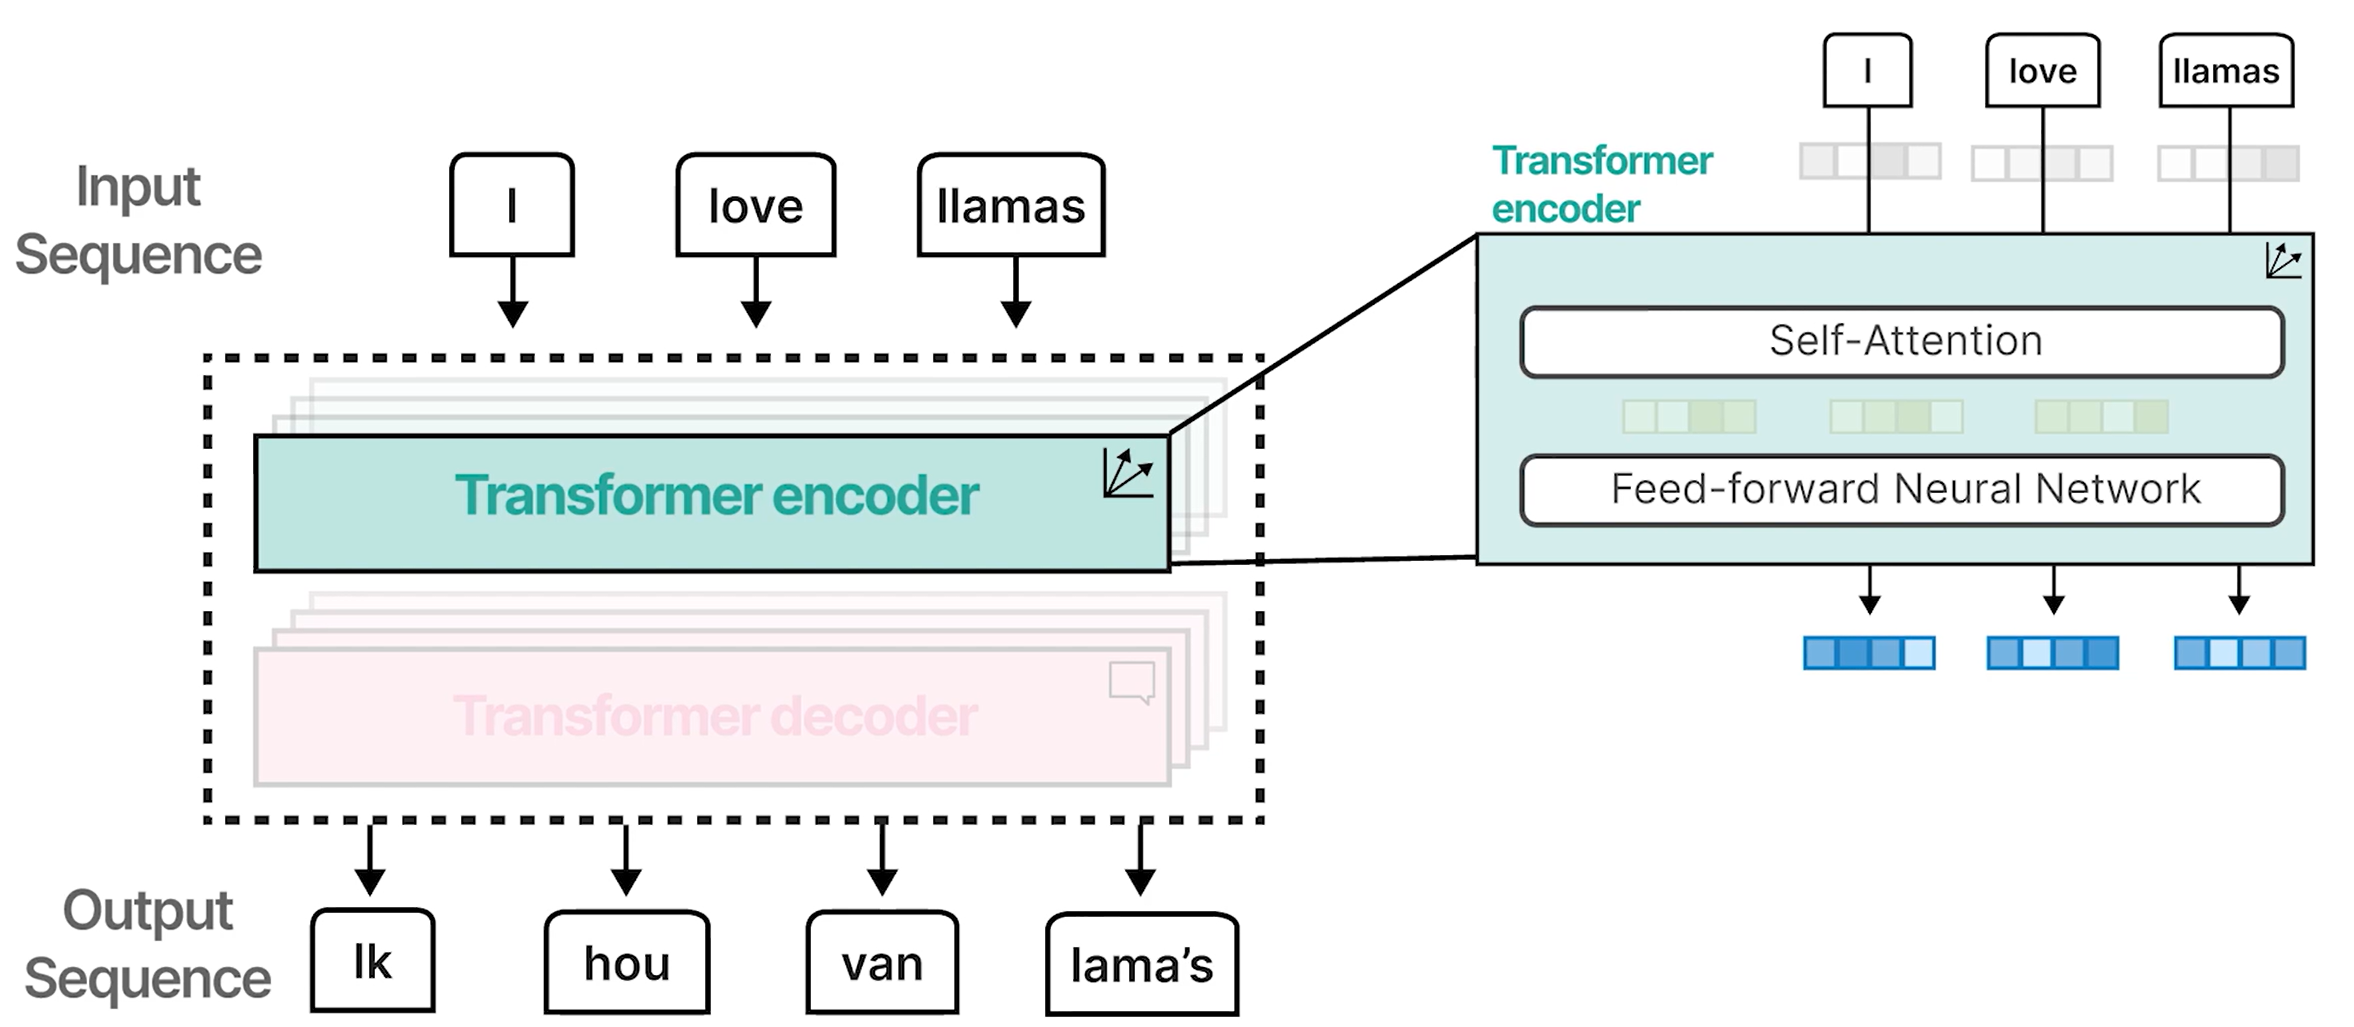 Input
Sequence
I
love
llamas
Transformer encoder
Transformer decoder
Output
Sequence
Ik
hou
van
lama's
Transformer
encoder
I
love
llamas
Self-Attention
Feed-forward Neural Network